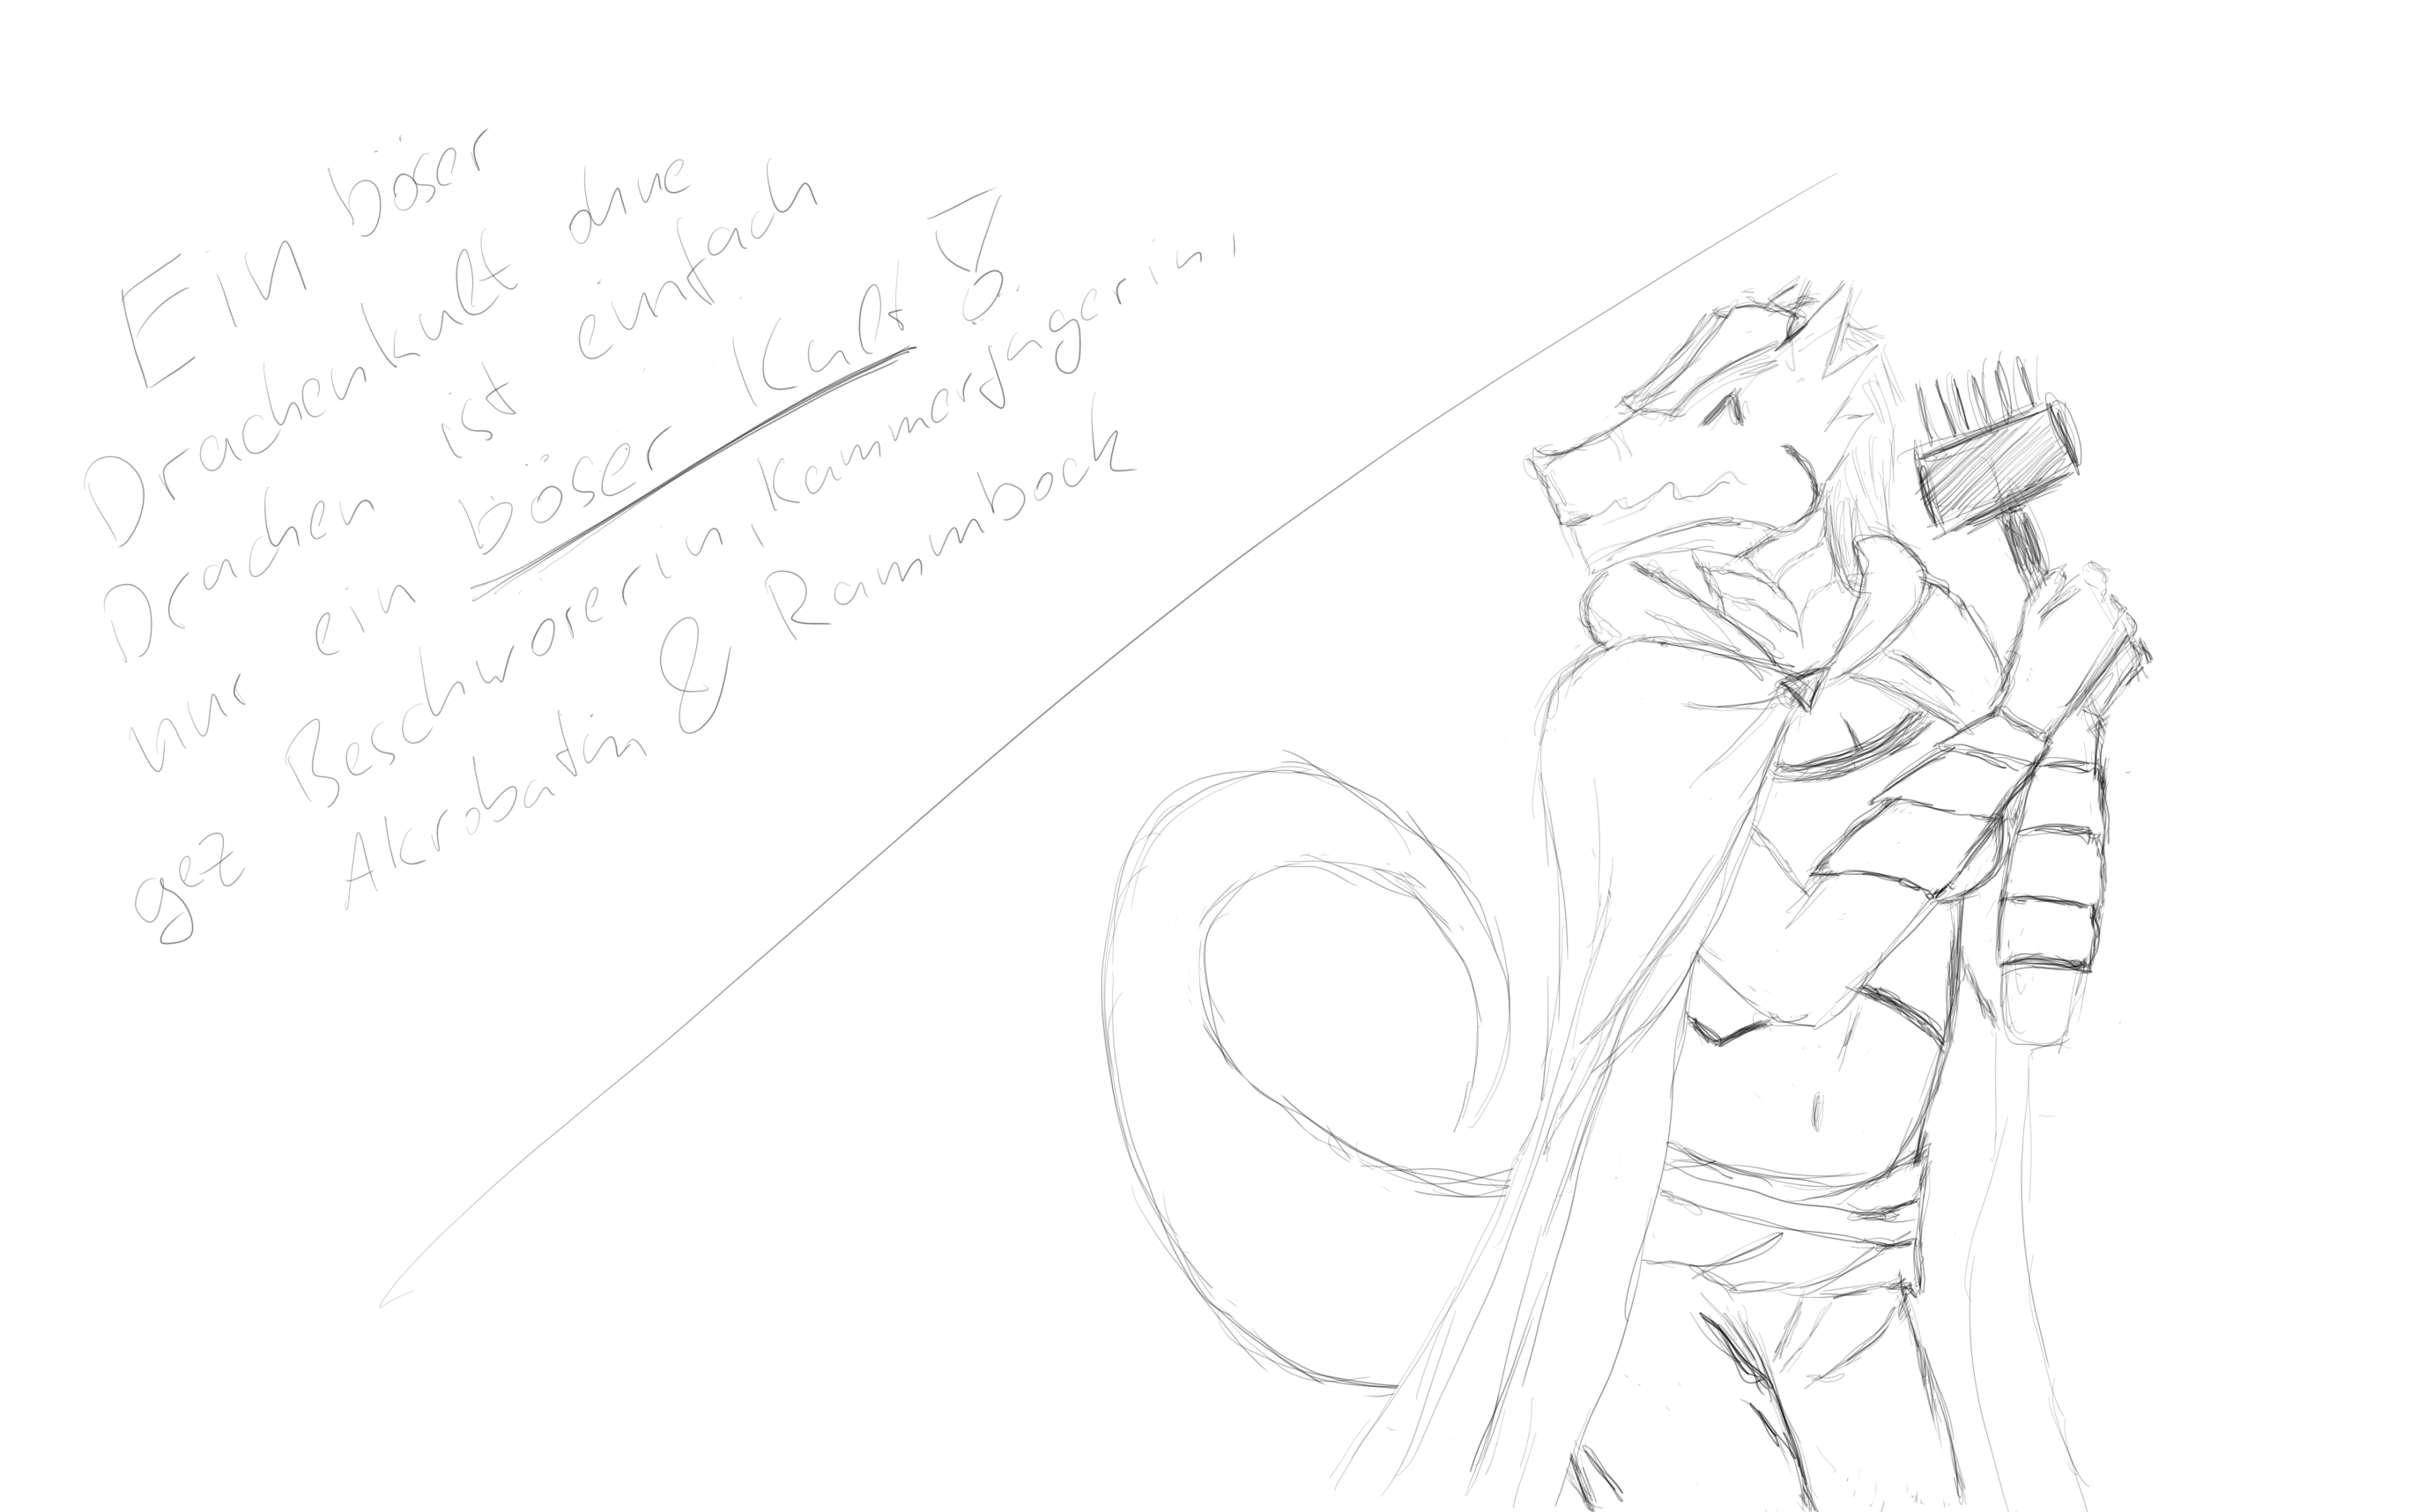 Ein böser
Drachenkult ohne
Drachen ist einfach
nur ein böser Kult!
gez Beschwörerin, Kammerjägerin,
Akrobatin & Rammbock